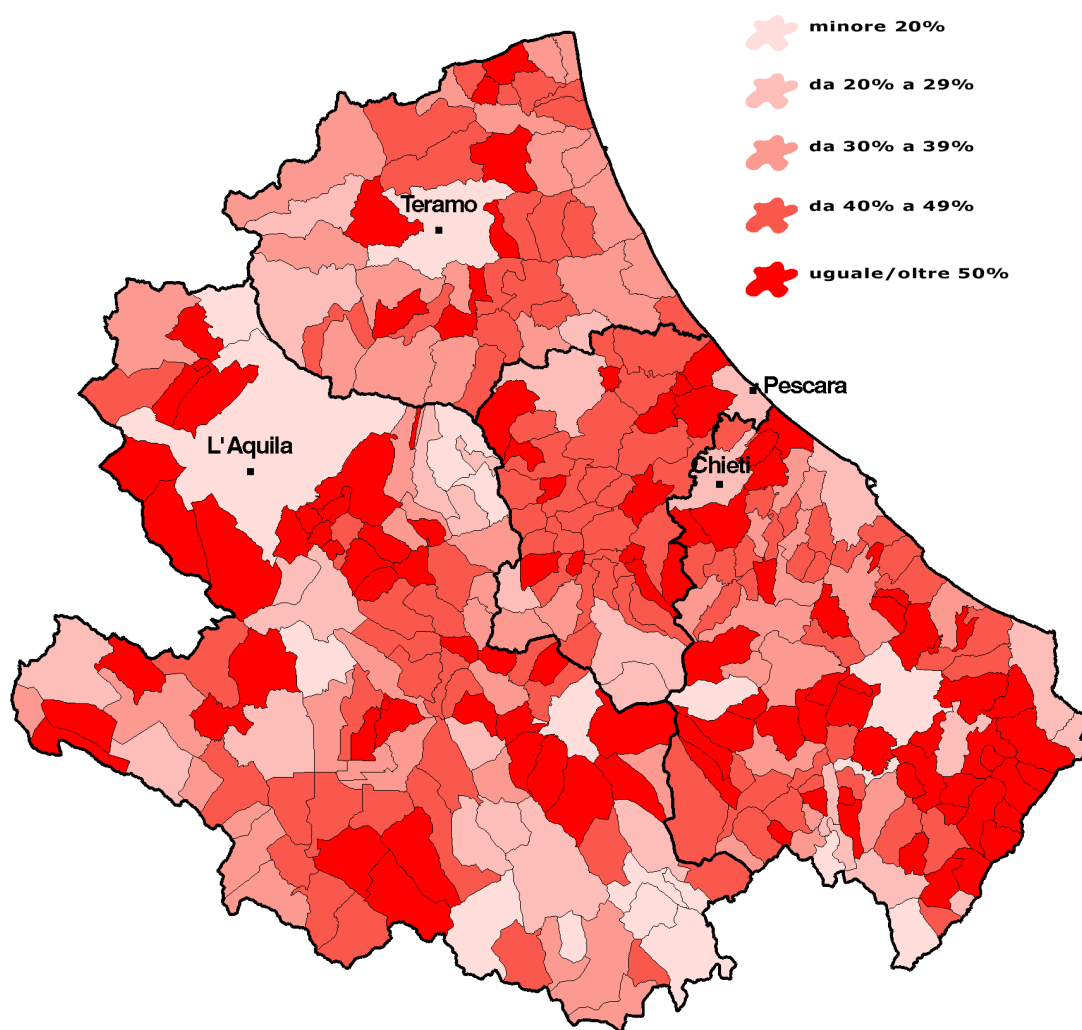 minore 20%
da 20% a 29%
da 30% a 39%
da 40% a 49%
uguale/oltre 50%
Teramo
Pescara
L'Aquila
Chieti